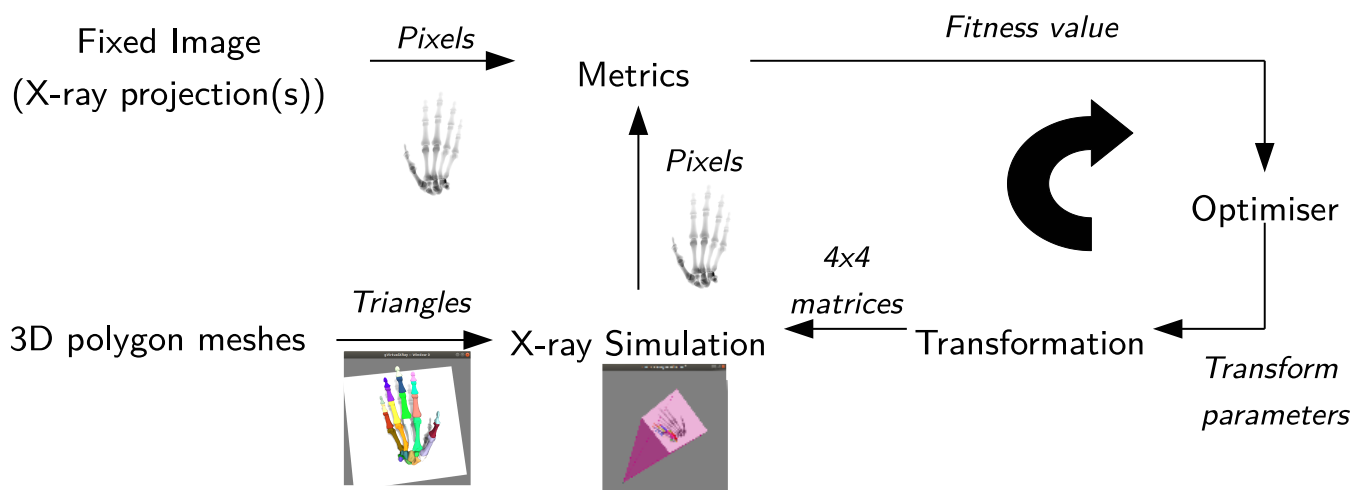 Fixed Image
(X-ray projection(s))
Pixels
Metrics
Fitness value
Pixels
Optimiser
3D polygon meshes
Triangles
X-ray Simulation
4x4
matrices
Transformation
Transform
parameters